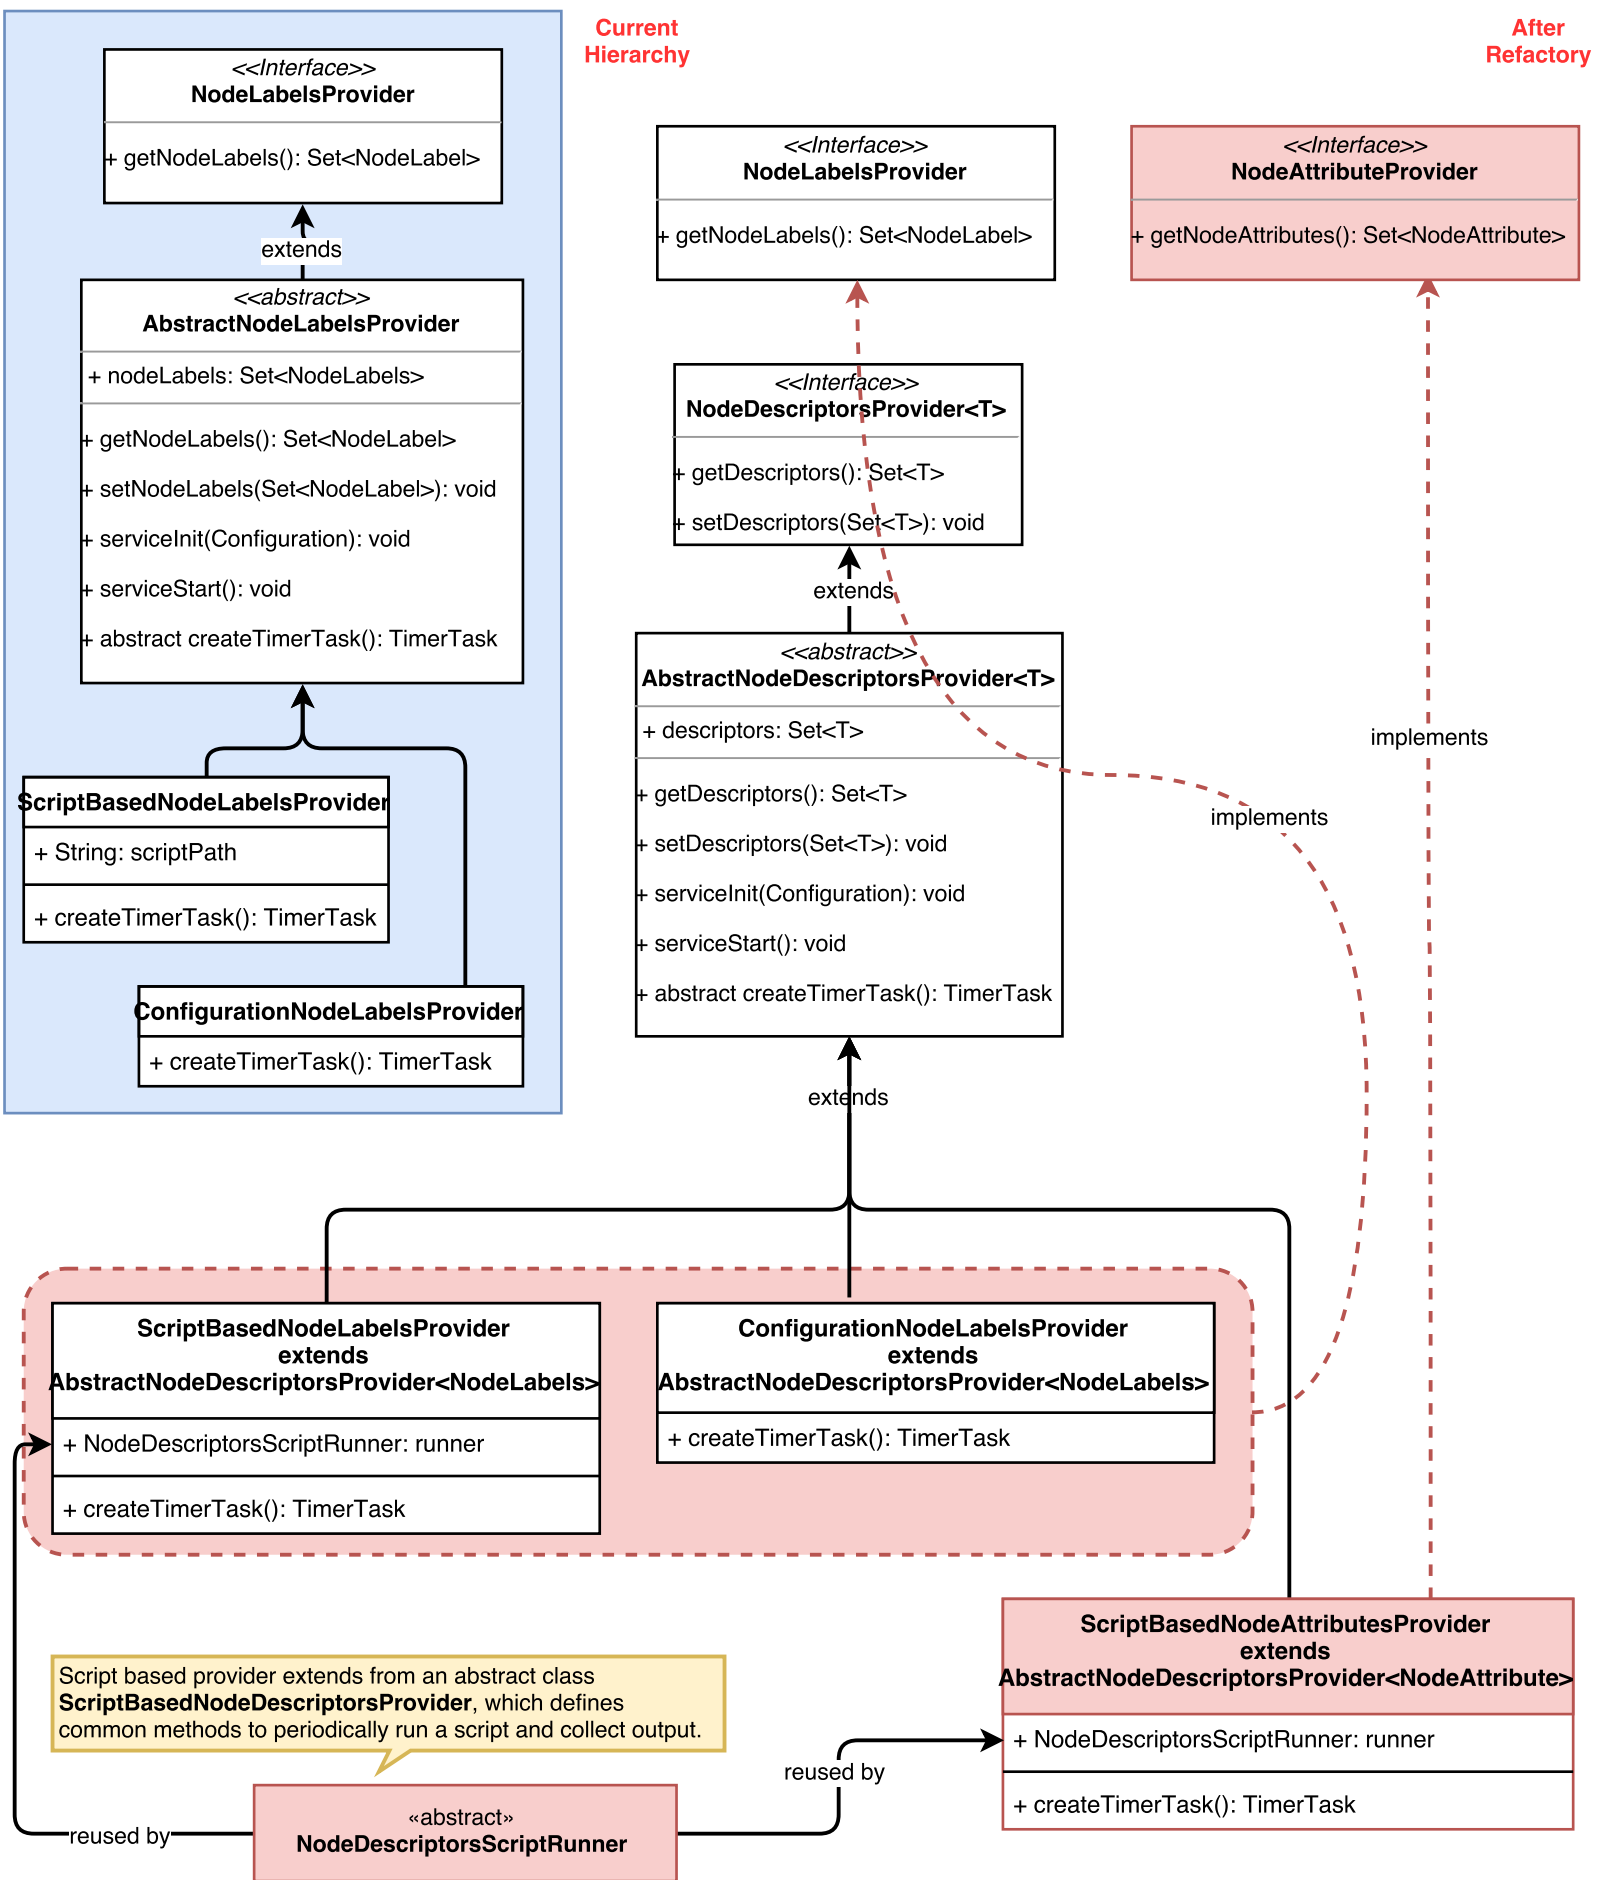 Current
Hierarchy
After
Refactory
<<Interface>>
NodeLabelsProvider
+ getNodeLabels(): Set<NodeLabel>
extends
<<abstract>>
AbstractNodeLabelsProvider
+ nodeLabels: Set<NodeLabels>
+ getNodeLabels(): Set<NodeLabel>
+ setNodeLabels(Set<NodeLabel>): void
+ serviceInit(Configuration): void
+ serviceStart(): void
+ abstract createTimerTask(): TimerTask
ScriptBasedNodeLabelsProvider
+ String: scriptPath
+ createTimerTask(): TimerTask
ConfigurationNodeLabelsProvider
+ createTimerTask(): TimerTask
<<Interface>>
NodeLabelsProvider
+ getNodeLabels(): Set<NodeLabel>
<<Interface>>
NodeAttributeProvider
+ getNodeAttributes(): Set<NodeAttribute>
<<Interface>>
NodeDescriptorsProvider<T>
+ getDescriptors(): Set<T>
+ setDescriptors(Set<T>): void
extends
<<abstract>>
AbstractNodeDescriptorsProvider<T>
+ descriptors: Set<T>
+ getDescriptors(): Set<T>
+ setDescriptors(Set<T>): void
+ serviceInit(Configuration): void
+ serviceStart(): void
+ abstract createTimerTask(): TimerTask
implements
implements
extends
ScriptBasedNodeLabelsProvider
extends
AbstractNodeDescriptorsProvider<NodeLabels>
+ NodeDescriptorsScriptRunner: runner
+ createTimerTask(): TimerTask
ConfigurationNodeLabelsProvider
extends
AbstractNodeDescriptorsProvider<NodeLabels>
+ createTimerTask(): TimerTask
ScriptBasedNodeAttributesProvider
extends
AbstractNodeDescriptorsProvider<NodeAttribute>
+ NodeDescriptorsScriptRunner: runner
+ createTimerTask(): TimerTask
Script based provider extends from an abstract class
ScriptBasedNodeDescriptorsProvider, which defines
common methods to periodically run a script and collect output.
reused by
reused by
«abstract»
NodeDescriptorsScriptRunner